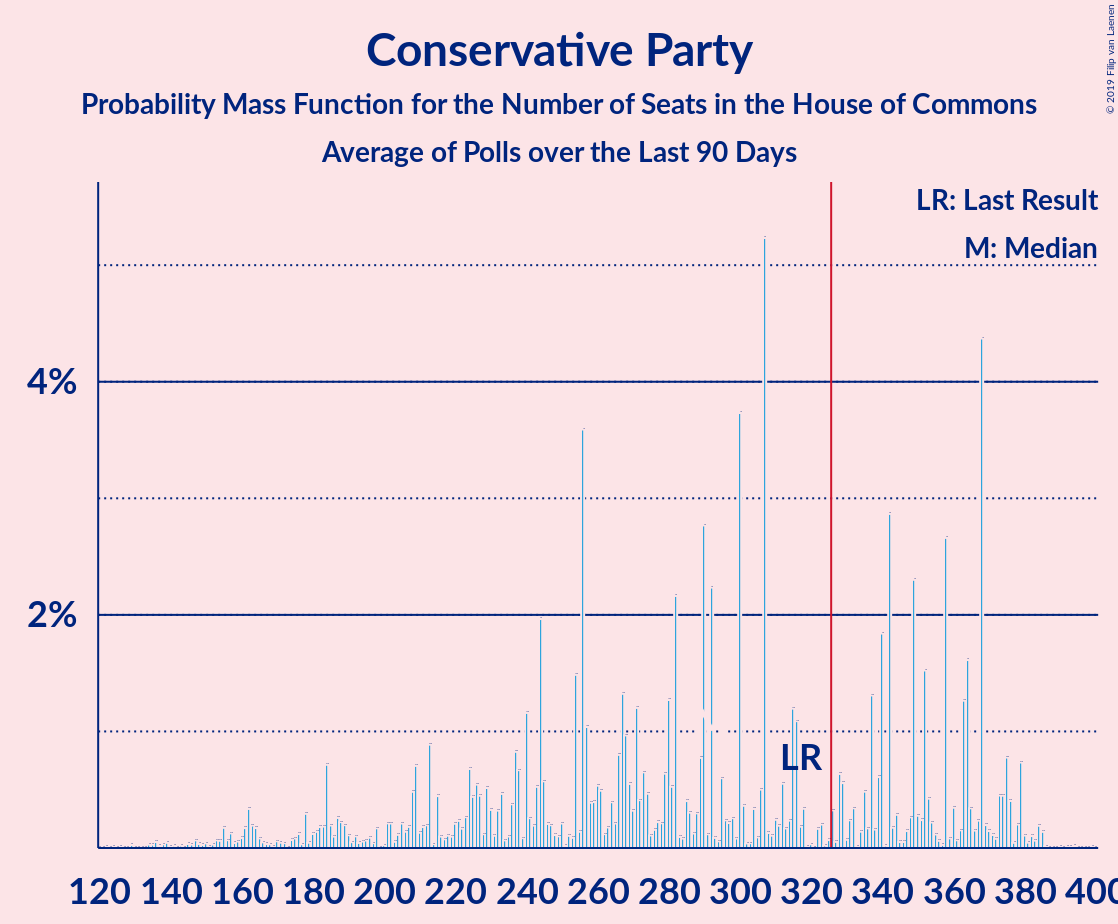 Conservative Party
Probability Mass Function for the Number of Seats in the House of Commons
Average of Polls over the Last 90 Days
© 2019 Filip van Laenen
LR: Last Result
M: Median
4%
2%
LR
120 140 160 180 200 220 240 260 280 300 320 340 360 380 400